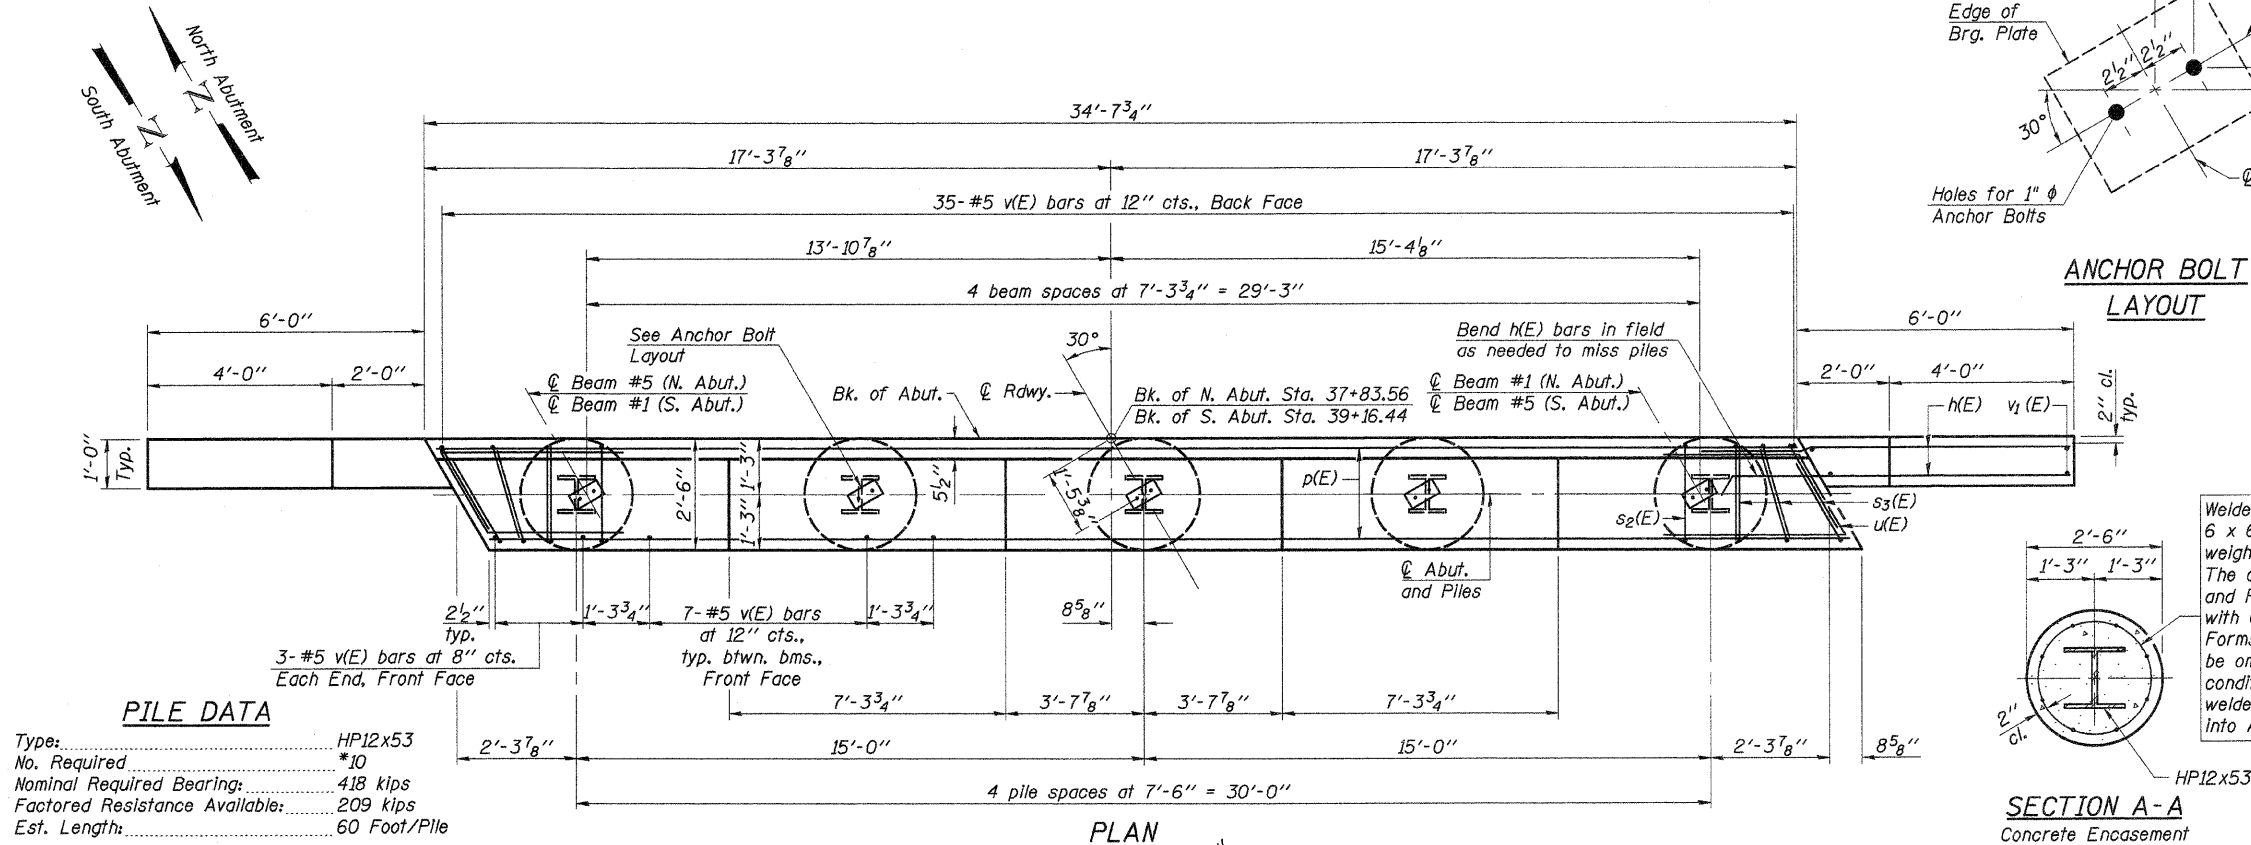 North Abutment
N
South Abutment
N
Edge of
Brg. Plate
2½"
2½"
30°
Holes for 1" ϕ
Anchor Bolts
ANCHOR BOLT
LAYOUT
34'-7¾"
17'-3⅞"
17'-3⅞"
35-#5 v(E) bars at 12" cts., Back Face
13'-10⅞"
15'-4⅛"
4 beam spaces at 7'-3¾" = 29'-3"
6'-0"
6'-0"
See Anchor Bolt
Layout
30°
Bend h(E) bars in field
as needed to miss piles
4'-0"
2'-0"
2'-0"
4'-0"
2" cl.
typ.
℄ Beam #5 (N. Abut.)
℄ Beam #1 (S. Abut.)
Bk. of Abut.
℄ Rdwy.
Bk. of N. Abut. Sta. 37+83.56
Bk. of S. Abut. Sta. 39+16.44
℄ Beam #1 (N. Abut.)
℄ Beam #5 (S. Abut.)
h(E)
v₁(E)
1'-0"
Typ.
2'-6"
1'-3"
1'-3"
5½"
1'-5⅜"
p(E)
s₂(E)
s₃(E)
u(E)
℄ Abut.
and Piles
2½"
typ.
1'-3¾"
7-#5 v(E) bars
at 12" cts.,
typ. btwn. bms.,
Front Face
1'-3¾"
8⅝"
3-#5 v(E) bars at 8" cts.
Each End, Front Face
7'-3¾"
3'-7⅞"
3'-7⅞"
7'-3¾"
2'-3⅞"
15'-0"
15'-0"
2'-3⅞"
8⅝"
4 pile spaces at 7'-6" = 30'-0"
PLAN
PILE DATA
Type: HP12x53
No. Required *10
Nominal Required Bearing: 418 kips
Factored Resistance Available: 209 kips
Est. Length: 60 Foot/Pile
2'-6"
1'-3"
1'-3"
2"
cl.
HP12x53
Welde
6 x 6
weigh
The
and
with
Form
be
condi
welde
into
SECTION A-A
Concrete Encasement